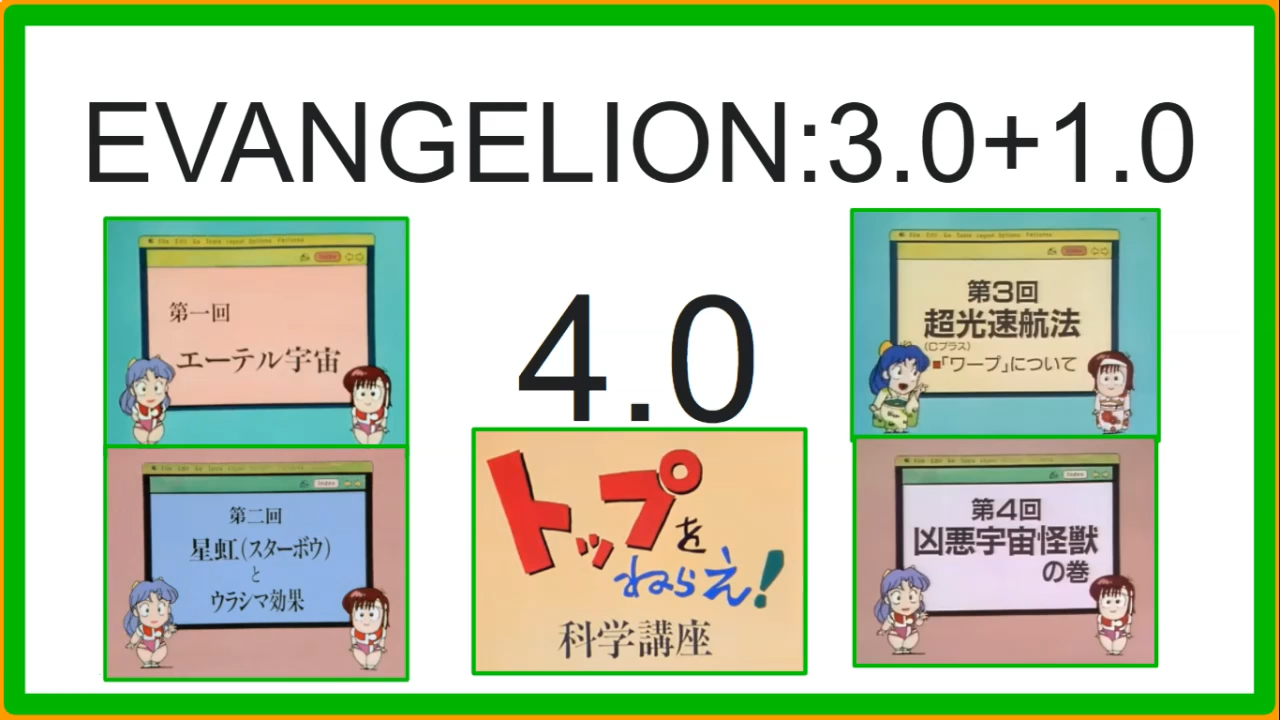 EVANGELION:3.0+1.0
4.0
第一回
エーテル宇宙
第二回
星虹(スターボウ)
と
ウラシマ効果
トップを
ねらえ!
科学講座
第3回
超光速航法
(Cプラス)
■「ワープ」について
第4回
凶悪宇宙怪獣
の巻